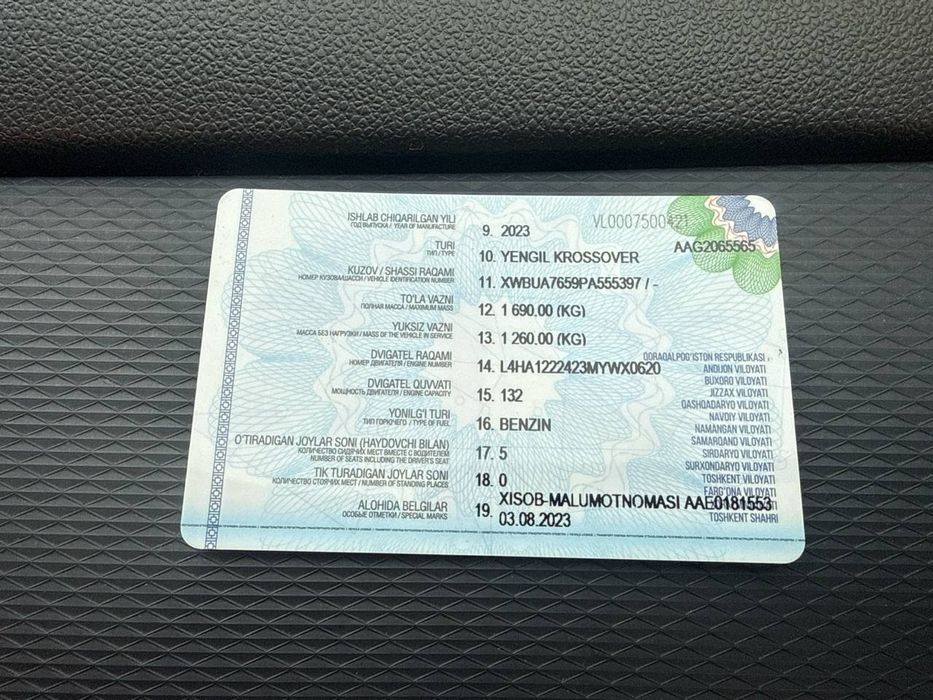 VL0007500421
AAG2065565
ISHLAB CHIQARILGAN YILI
ГОД ВЫПУСКА / YEAR OF MANUFACTURE
9. 2023
TURI
ТИП / TYPE
10. YENGIL KROSSOVER
KUZOV / SHASSI RAQAMI
НОМЕР КУЗОВА/ШАССИ / VEHICLE IDENTIFICATION NUMBER
11. XWBUA7659PA555397 / -
TO'LA VAZNI
ПОЛНАЯ МАССА / MAXIMUM MASS
12. 1 690.00 (KG)
YUKSIZ VAZNI
МАССА БЕЗ НАГРУЗКИ / MASS OF THE VEHICLE IN SERVICE
13. 1 260.00 (KG)
DVIGATEL RAQAMI
НОМЕР ДВИГАТЕЛЯ / ENGINE NUMBER
14. L4HA1222423MYWX0620
DVIGATEL QUVVATI
МОЩНОСТЬ ДВИГАТЕЛЯ / ENGINE CAPACITY
15. 132
YONILG'I TURI
ТИП ГОРЮЧЕГО / TYPE OF FUEL
16. BENZIN
O'TIRADIGAN JOYLAR SONI (HAYDOVCHI BILAN)
КОЛИЧЕСТВО СИДЯЧИХ МЕСТ ВМЕСТЕ С ВОДИТЕЛЕМ
NUMBER OF SEATS INCLUDING THE DRIVER'S SEAT
17. 5
TIK TURADIGAN JOYLAR SONI
КОЛИЧЕСТВО СТОЯЧИХ МЕСТ / NUMBER OF STANDING PLACES
18. 0
ALOHIDA BELGILAR
ОСОБЫЕ ОТМЕТКИ / SPECIAL MARKS
19. XISOB-MALUMOTNOMASI AAE0181553
03.08.2023
QORAQALPOG'ISTON RESPUBLIKASI
ANDIJON VILOYATI
BUXORO VILOYATI
JIZZAX VILOYATI
QASHQADARYO VILOYATI
NAVOIY VILOYATI
NAMANGAN VILOYATI
SAMARQAND VILOYATI
SIRDARYO VILOYATI
SURXONDARYO VILOYATI
TOSHKENT VILOYATI
FARG'ONA VILOYATI
TOSHKENT SHAHRI